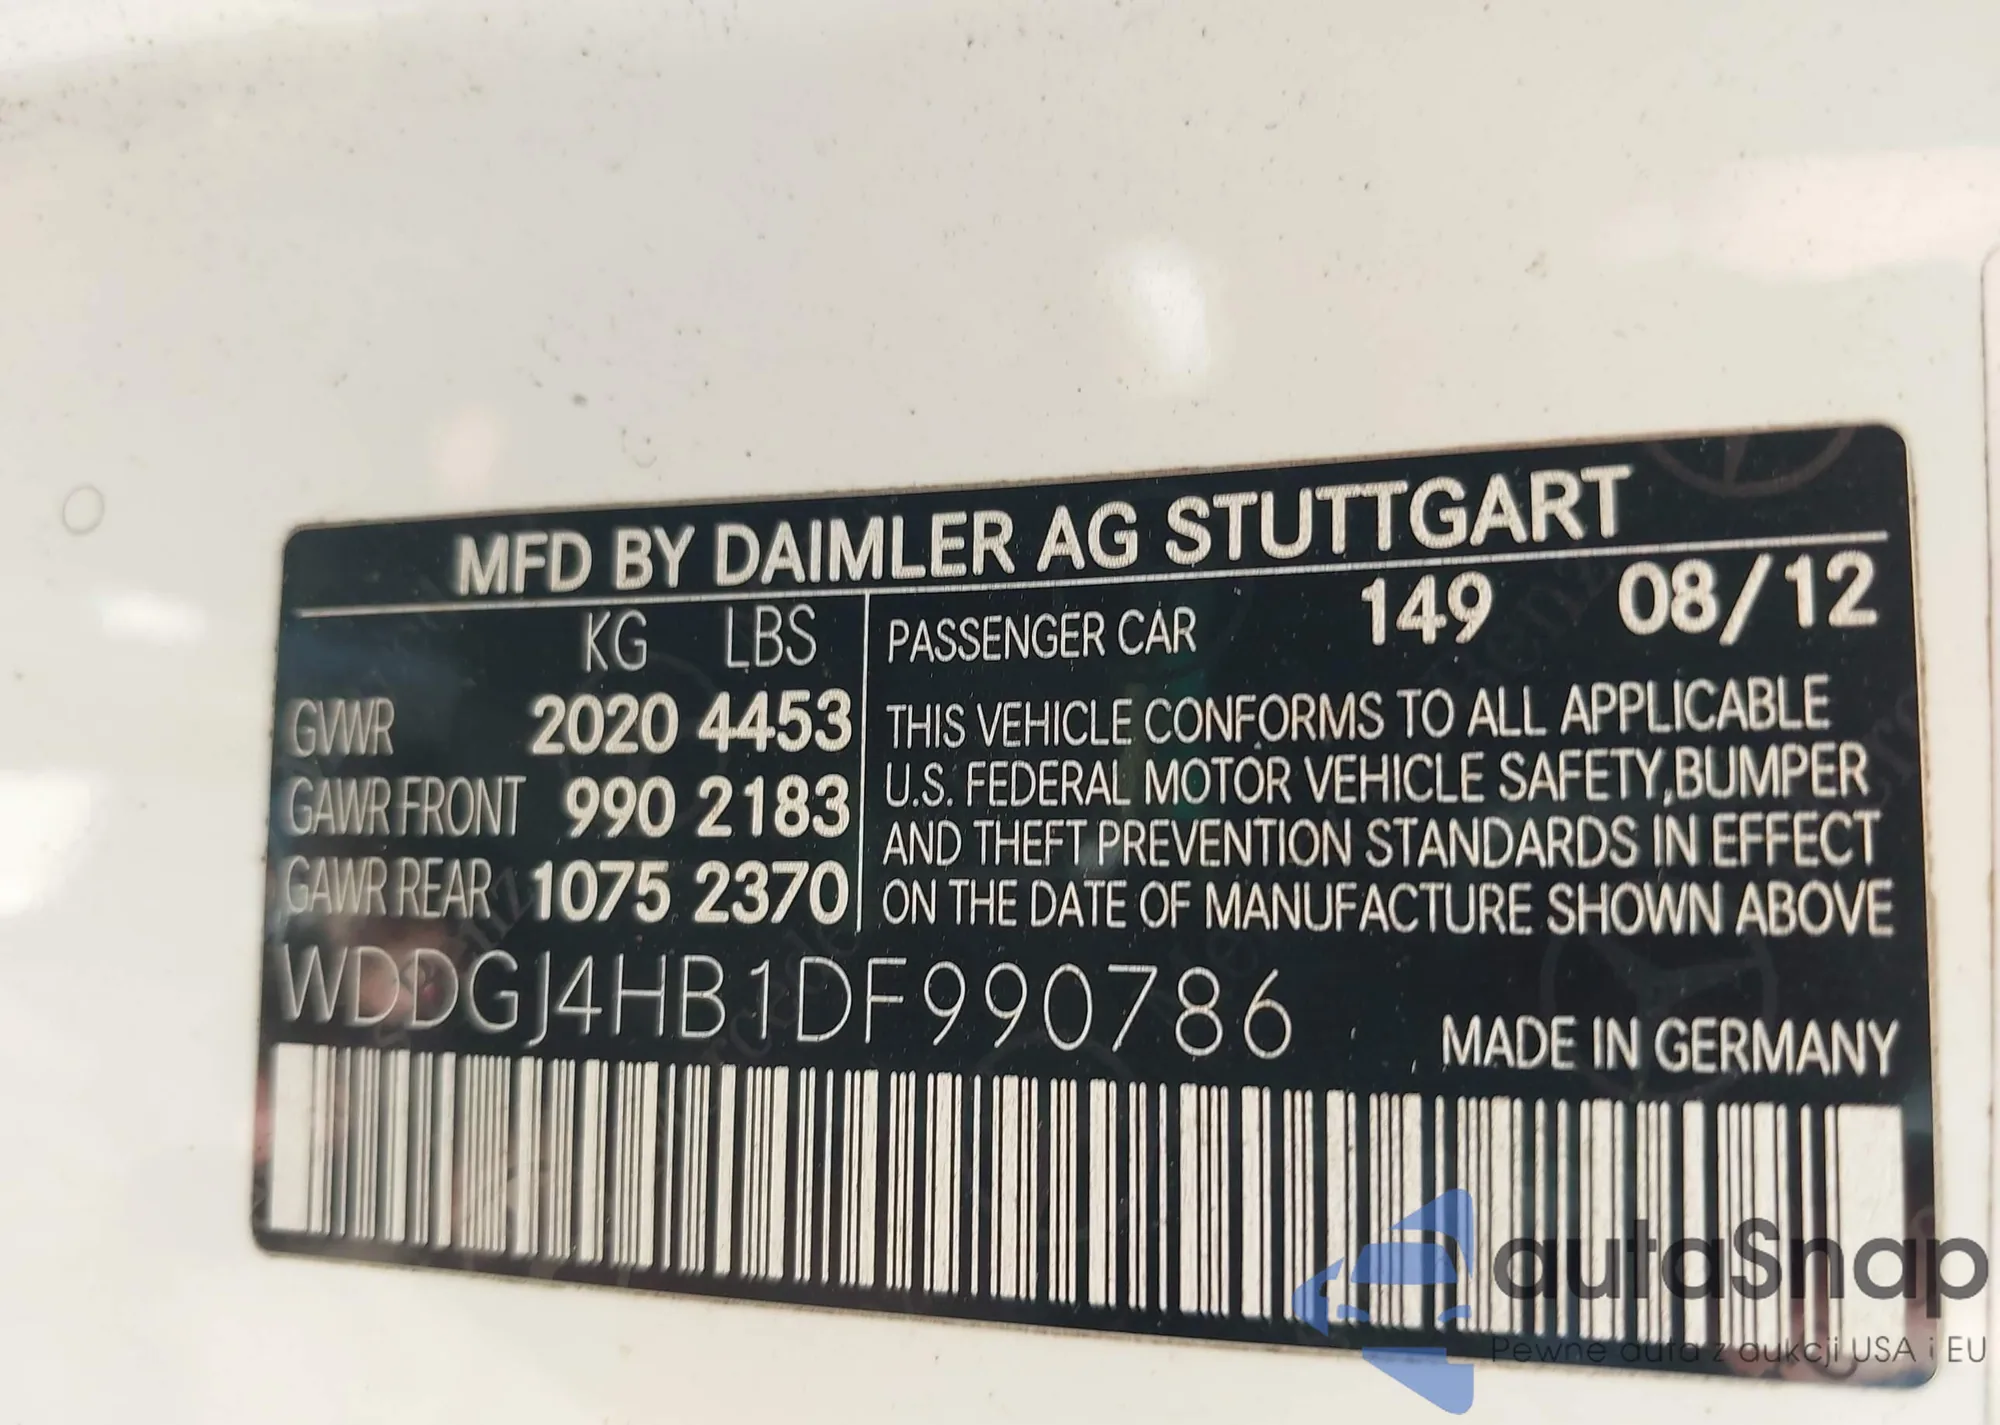 MFD BY DAIMLER AG STUTTGART
KG LBS
GVWR 2020 4453
GAWR FRONT 990 2183
GAWR REAR 1075 2370
PASSENGER CAR 149 08/12
THIS VEHICLE CONFORMS TO ALL APPLICABLE
U.S. FEDERAL MOTOR VEHICLE SAFETY, BUMPER
AND THEFT PREVENTION STANDARDS IN EFFECT
ON THE DATE OF MANUFACTURE SHOWN ABOVE
WDDGJ4HB1DF990786
MADE IN GERMANY
autaSnap
Pewne auta z aukcji USA i EU